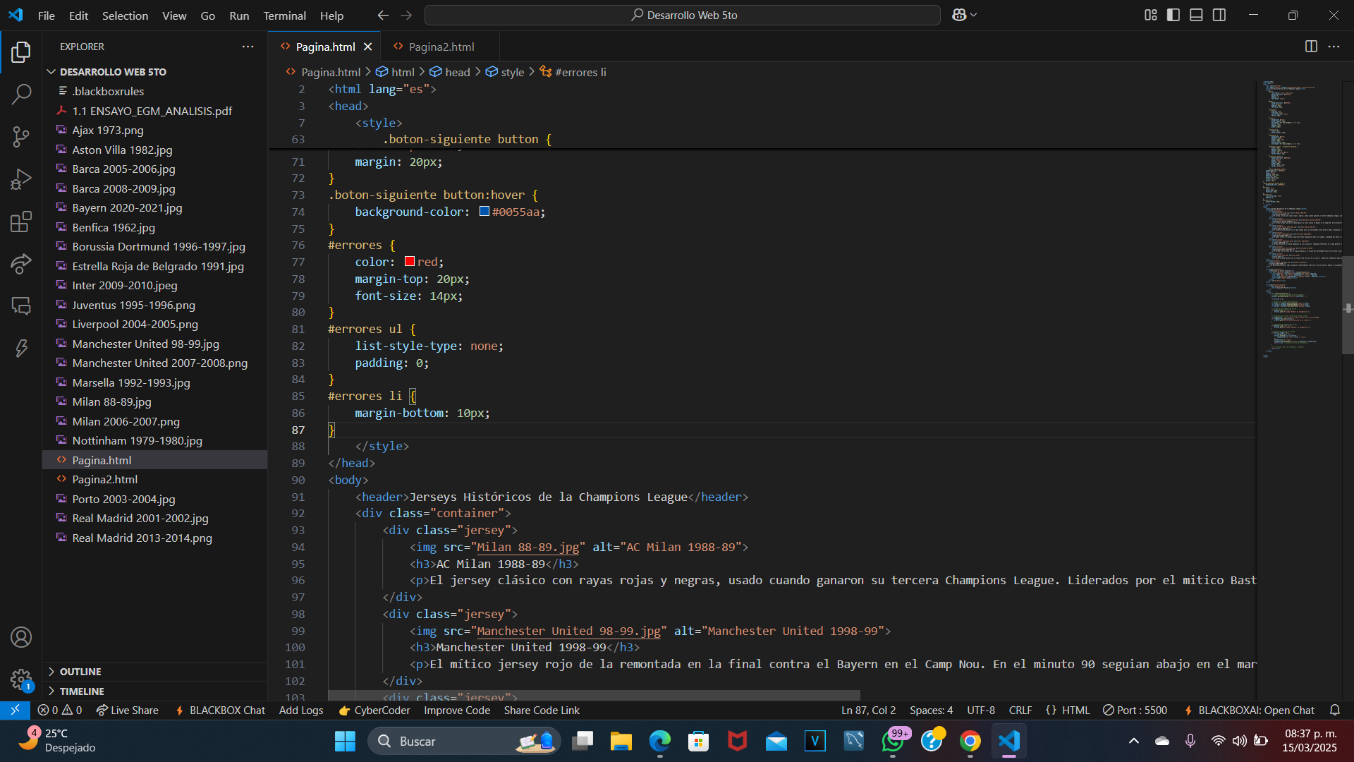 File Edit Selection View Go Run Terminal Help
Desarrollo Web 5to
EXPLORER
DESARROLLO WEB 5TO
.blackboxrules
1.1 ENSAYO_EGM_ANALISIS.pdf
Ajax 1973.png
Aston Villa 1982.jpg
Barca 2005-2006.jpg
Barca 2008-2009.jpg
Bayern 2020-2021.jpg
Benfica 1962.jpg
Borussia Dortmund 1996-1997.jpg
Estrella Roja de Belgrado 1991.jpg
Inter 2009-2010.jpeg
Juventus 1995-1996.png
Liverpool 2004-2005.png
Manchester United 98-99.jpg
Manchester United 2007-2008.png
Marsella 1992-1993.jpg
Milan 88-89.jpg
Milan 2006-2007.png
Nottinham 1979-1980.jpg
Pagina.html
Pagina2.html
Porto 2003-2004.jpg
Real Madrid 2001-2002.jpg
Real Madrid 2013-2014.png
OUTLINE
TIMELINE
Pagina.html Pagina2.html
Pagina.html > html > head > style > #errores li
2 <html lang="es">
3 <head>
7 <style>
63 .boton-siguiente button {
71 margin: 20px;
72 }
73 .boton-siguiente button:hover {
74 background-color: #0055aa;
75 }
76 #errores {
77 color: red;
78 margin-top: 20px;
79 font-size: 14px;
80 }
81 #errores ul {
82 list-style-type: none;
83 padding: 0;
84 }
85 #errores li {
86 margin-bottom: 10px;
87 }
88 </style>
89 </head>
90 <body>
91 <header>Jerseys Históricos de la Champions League</header>
92 <div class="container">
93 <div class="jersey">
94 <img src="Milan 88-89.jpg" alt="AC Milan 1988-89">
95 <h3>AC Milan 1988-89</h3>
96 <p>El jersey clásico con rayas rojas y negras, usado cuando ganaron su tercera Champions League. Liderados por el mitico Bast
97 </div>
98 <div class="jersey">
99 <img src="Manchester United 98-99.jpg" alt="Manchester United 1998-99">
100 <h3>Manchester United 1998-99</h3>
101 <p>El mítico jersey rojo de la remontada en la final contra el Bayern en el Camp Nou. En el minuto 90 seguian abajo en el mar
102 </div>
103 <div class="jersey">
1
0 0 Live Share BLACKBOX Chat Add Logs CyberCoder Improve Code Share Code Link Ln 87, Col 2 Spaces: 4 UTF-8 CRLF {} HTML Port : 5500 BLACKBOXAI: Open Chat
4
25°C
Despejado
Buscar
99+
08:37 p. m.
15/03/2025